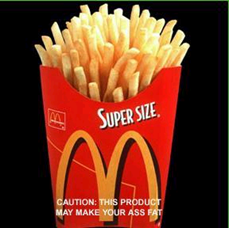 SUPER SIZE.
CAUTION: THIS PRODUCT
MAY MAKE YOUR ASS FAT